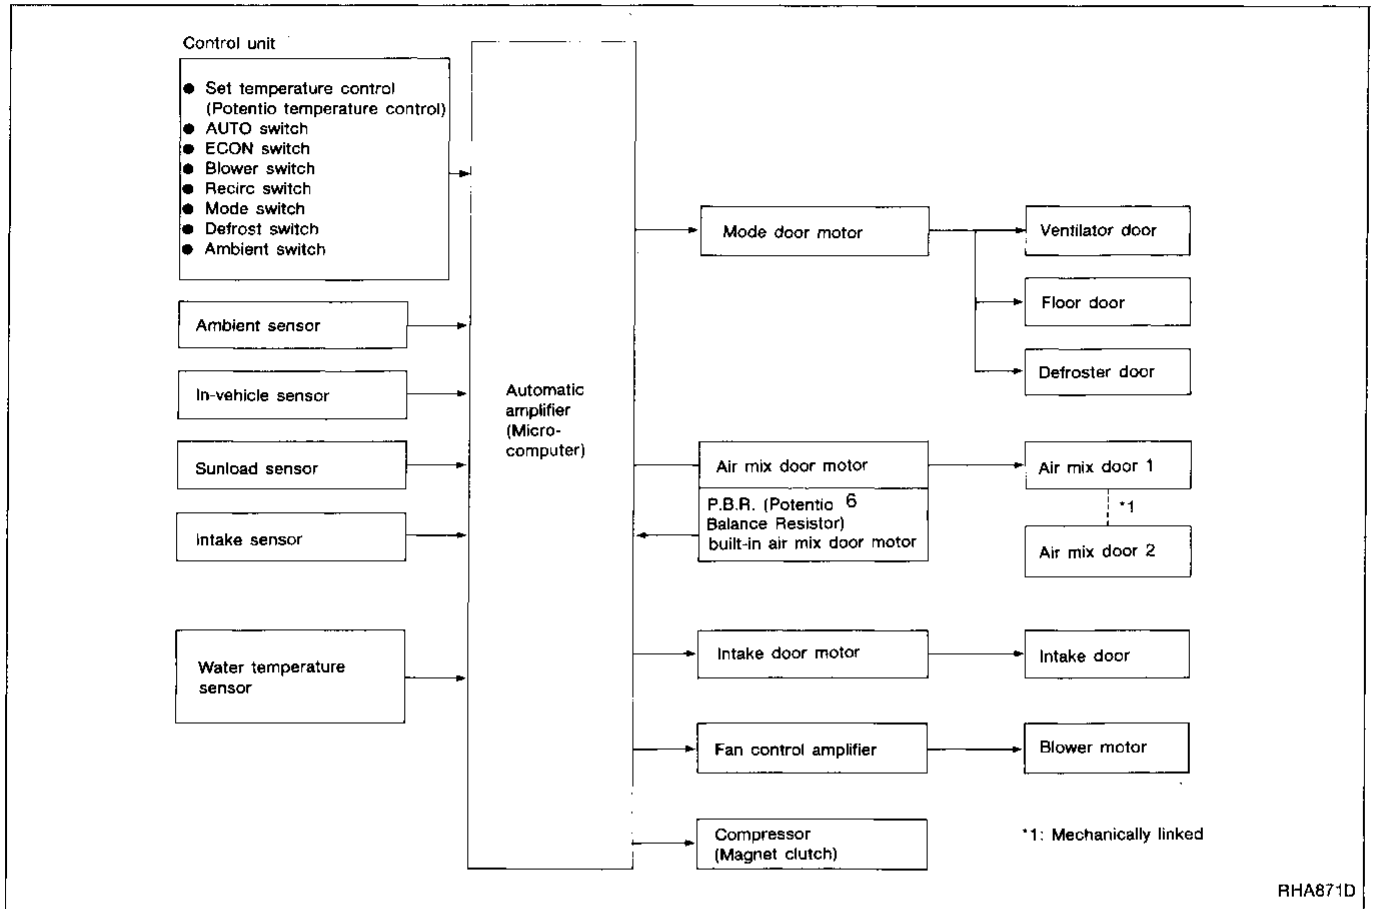 Control unit
● Set temperature control
(Potentio temperature control)
● AUTO switch
● ECON switch
● Blower switch
● Recirc switch
● Mode switch
● Defrost switch
● Ambient switch
Ambient sensor
In-vehicle sensor
Sunload sensor
Intake sensor
Water temperature
sensor
Automatic
amplifier
(Micro-
computer)
Mode door motor
Air mix door motor
P.B.R. (Potentio 6
Balance Resistor)
built-in air mix door motor
Intake door motor
Fan control amplifier
Compressor
(Magnet clutch)
Ventilator door
Floor door
Defroster door
Air mix door 1
*1
Air mix door 2
Intake door
Blower motor
*1: Mechanically linked
RHA871D